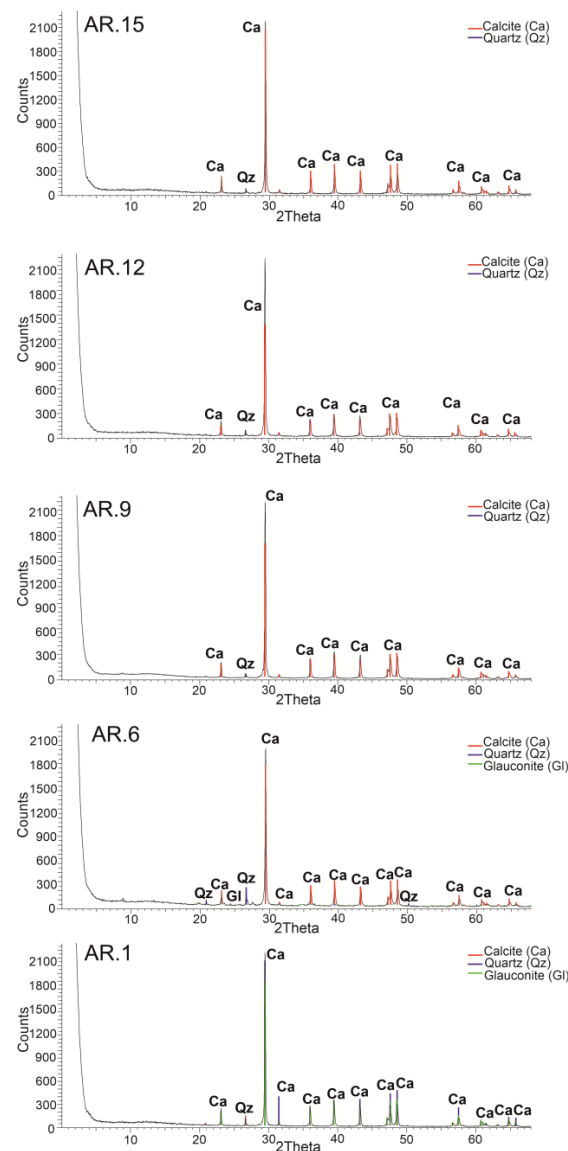 AR.15
Calcite (Ca)
Quartz (Qz)
Counts
2100
1800
1500
1200
900
600
300
0
Ca
Ca
Qz
Ca
Ca
Ca
Ca
Ca
Ca
Ca
10 20 30 40 50 60
2Theta
AR.12
Calcite (Ca)
Quartz (Qz)
Counts
2100
1800
1500
1200
900
600
300
0
Ca
Ca
Qz
Ca
Ca
Ca
Ca
Ca
Ca
Ca
10 20 30 40 50 60
2Theta
AR.9
Calcite (Ca)
Quartz (Qz)
Counts
2100
1800
1500
1200
900
600
300
0
Ca
Ca
Qz
Ca
Ca
Ca
Ca
Ca
Ca
Ca
Ca
10 20 30 40 50 60
2Theta
AR.6
Calcite (Ca)
Quartz (Qz)
Glauconite (Gl)
Counts
2100
1800
1500
1200
900
600
300
0
Ca
Qz
Ca
Gl
Qz
Ca
Ca
Ca
Ca
Ca
Ca
Qz
Ca
Ca
Ca
10 20 30 40 50 60
2Theta
AR.1
Calcite (Ca)
Quartz (Qz)
Glauconite (Gl)
Counts
2100
1800
1500
1200
900
600
300
0
Ca
Ca
Qz
Ca
Ca
Ca
Ca
Ca
Ca
Ca
Ca
Ca
Ca
10 20 30 40 50 60
2Theta